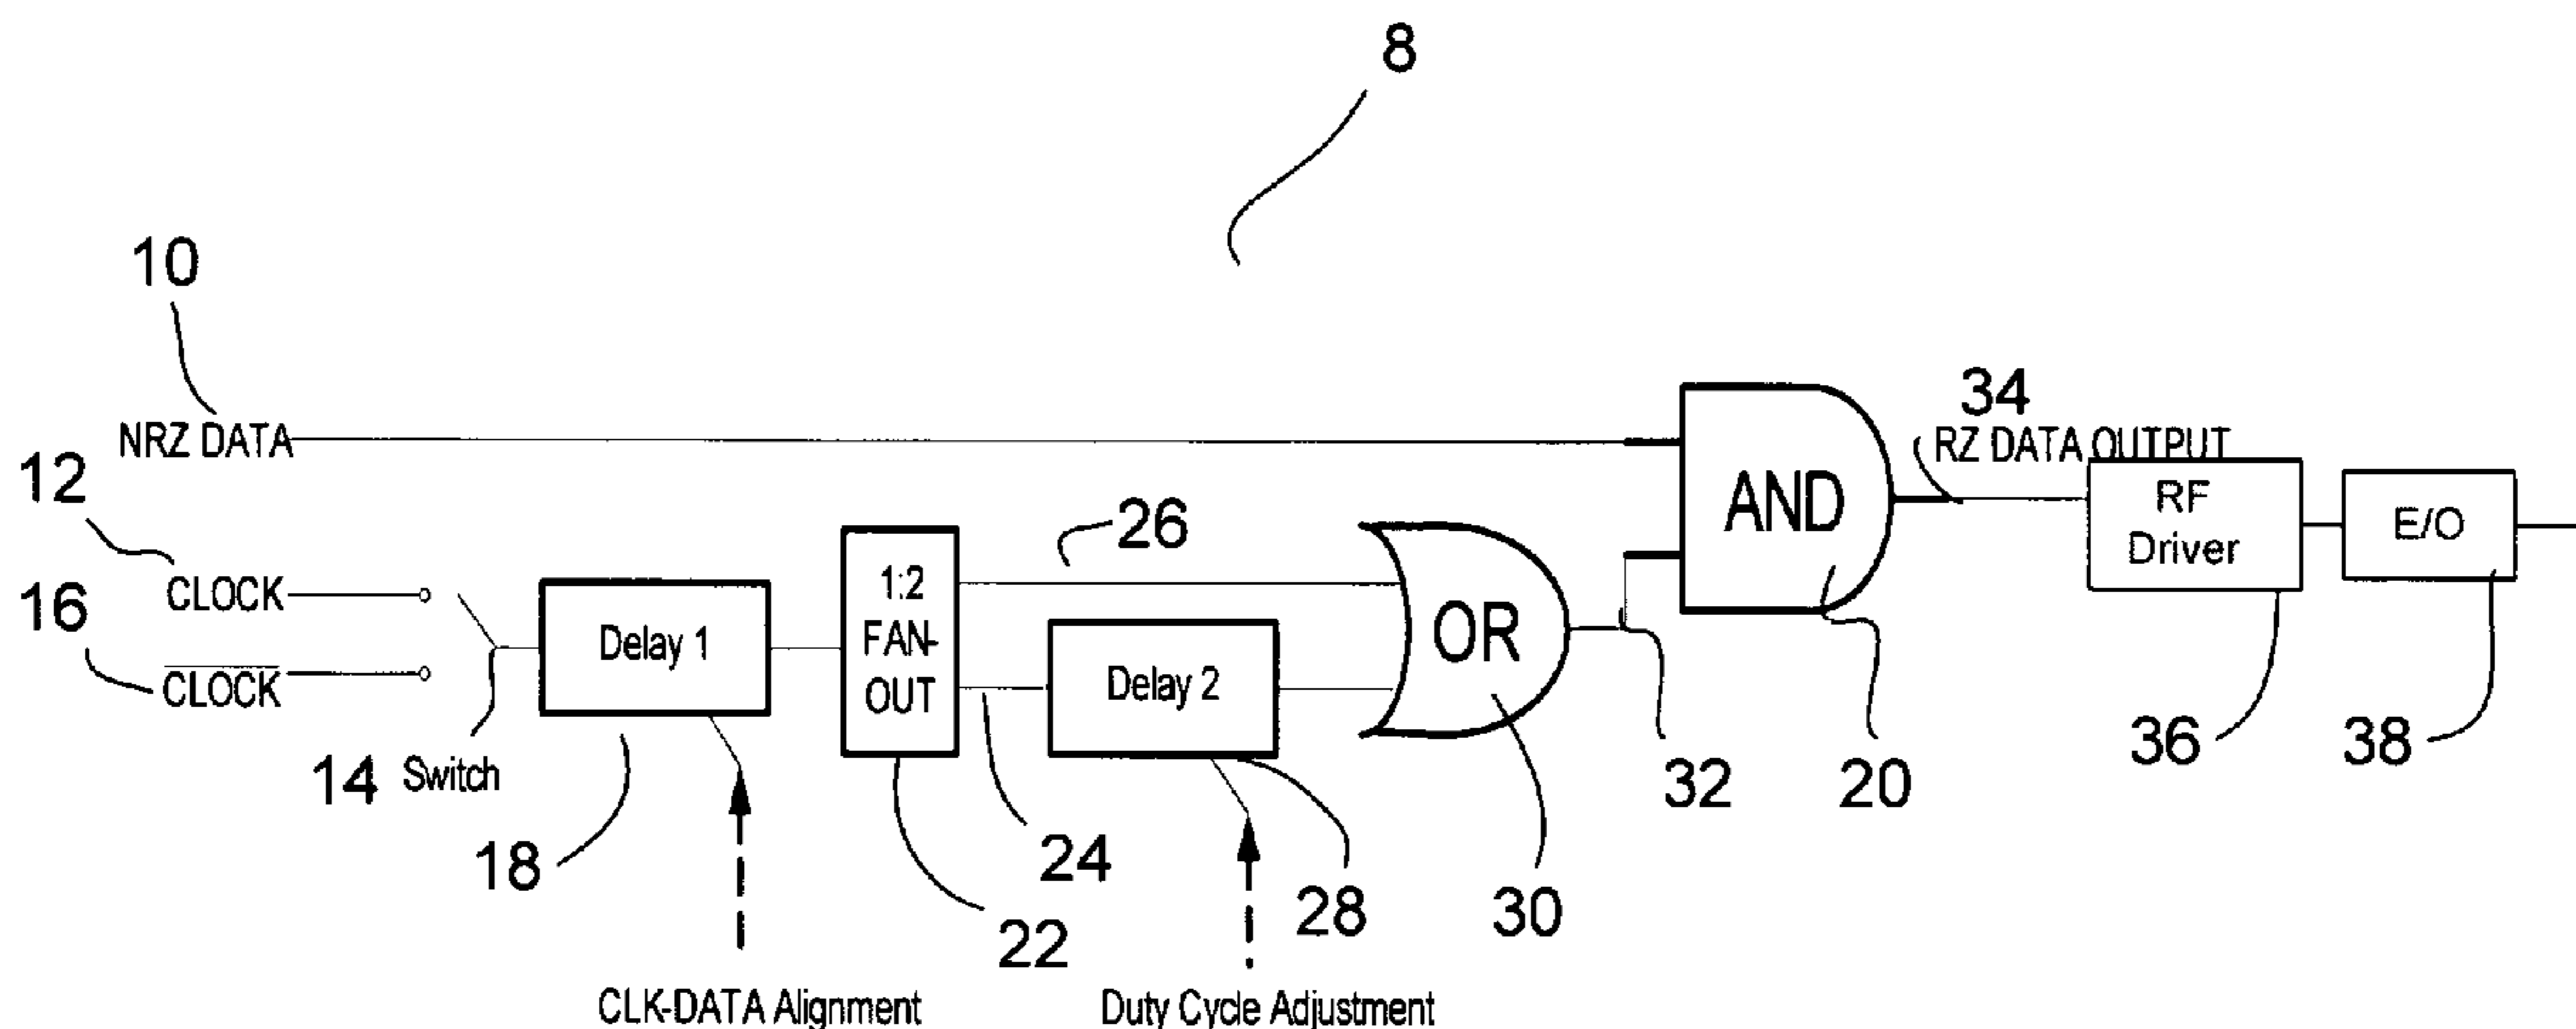 8
10
NRZ DATA
12
CLOCK
16
C̅L̅O̅C̅K̅
14 Switch
Delay 1
18
CLK-DATA Alignment
1:2
FAN-
OUT
22
26
24
Delay 2
28
Duty Cycle Adjustment
OR
30
32
AND
20
34
RZ DATA OUTPUT
RF
Driver
36
E/O
38